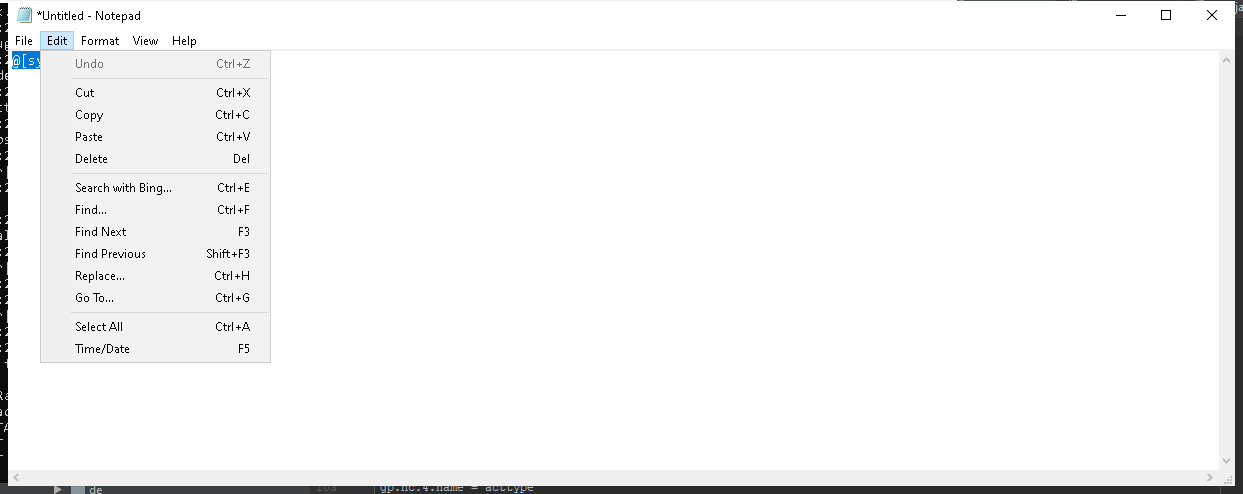 *Untitled - Notepad
File Edit Format View Help
@[sy
Undo Ctrl+Z
Cut Ctrl+X
Copy Ctrl+C
Paste Ctrl+V
Delete Del
Search with Bing... Ctrl+E
Find... Ctrl+F
Find Next F3
Find Previous Shift+F3
Replace... Ctrl+H
Go To... Ctrl+G
Select All Ctrl+A
Time/Date F5
de
gp.nc.4.name = acttype